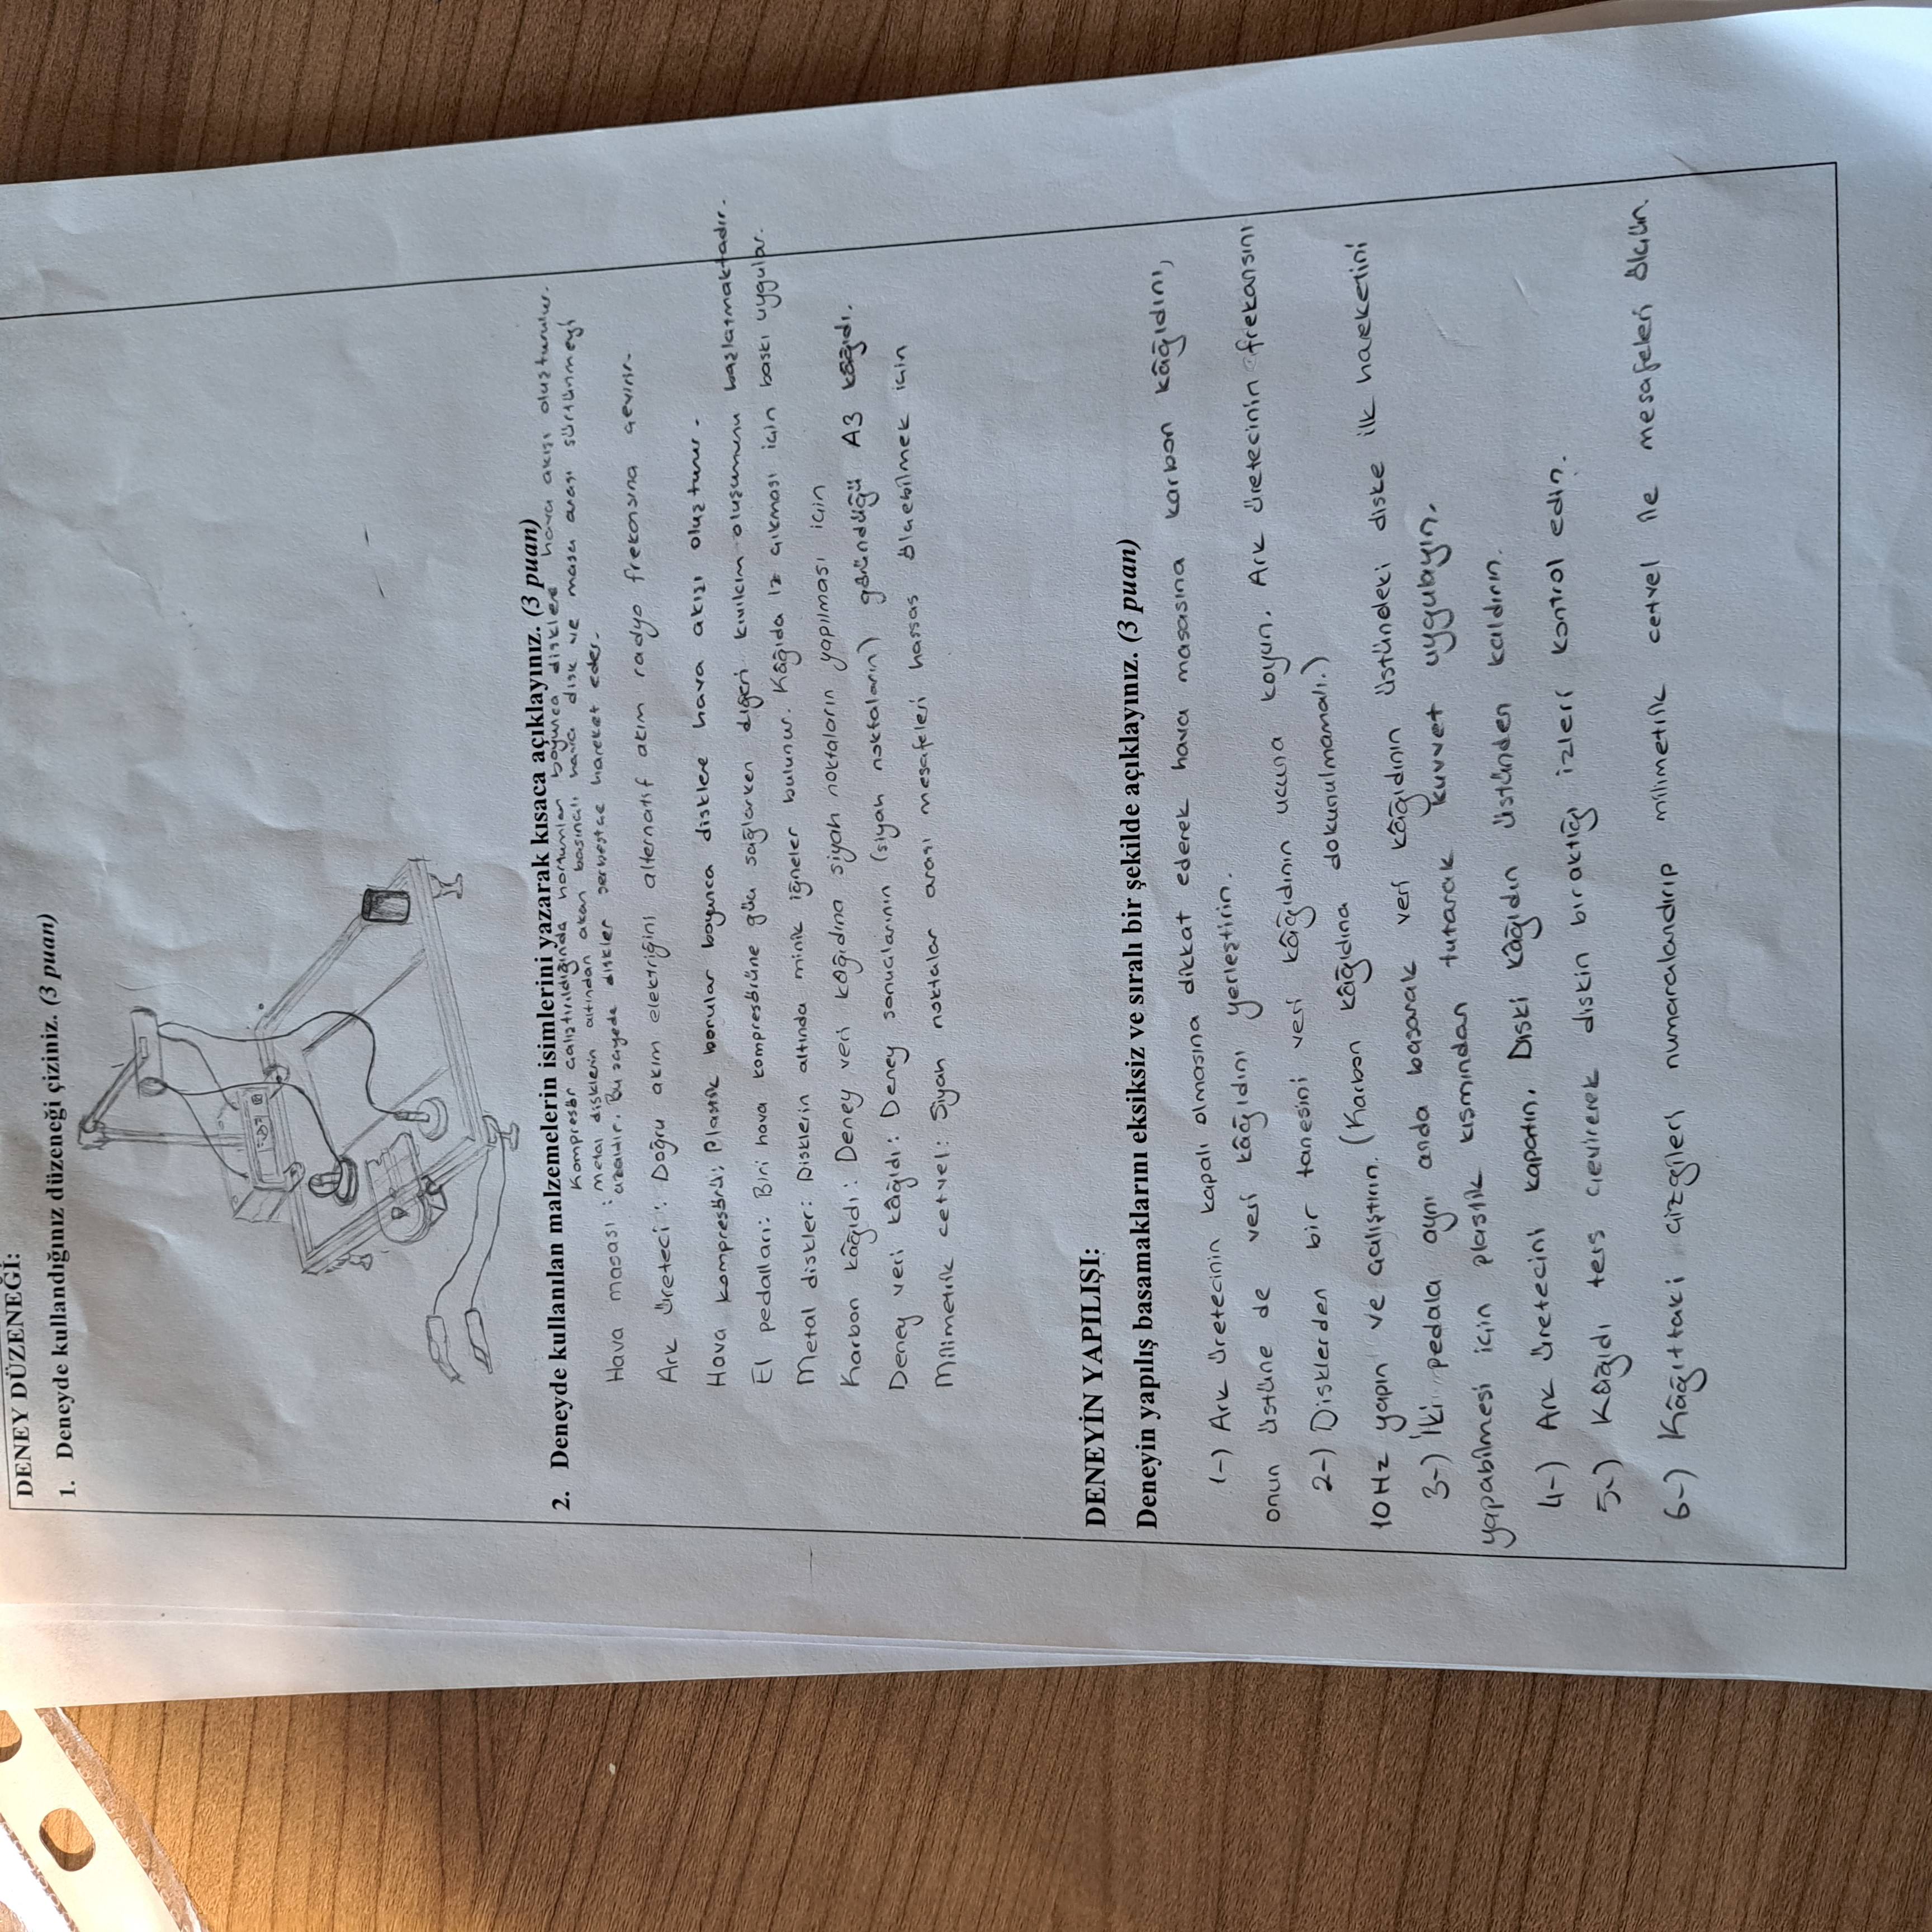 DENEY DÜZENEĞİ:
1. Deneyde kullandığınız düzeneği çiziniz. (3 puan)
2. Deneyde kullanılan malzemelerin isimlerini yazarak kısaca açıklayınız. (3 puan)
Kompresör çalıştırıldığında hortumlar boyunca disklere hava akışı oluşturulur.
Metal disklerin altından akan basınçlı hava disk ve masa arası sürtünmeyi
Hava masası : azaltır. Bu sayede diskler serbestçe hareket eder.
Ark Üreteci : Doğru akım elektriğini alternatif akım radyo frekansına çevirir.
Hava kompresörü: Plastik borular boyunca disklere hava akışı oluşturur.
El pedalları: Biri hava kompresörüne güç sağlarken diğeri kıvılcım oluşumunu başlatmaktadır.
Metal diskler: Disklerin altında minik iğneler bulunur. Kâğıda iz çıkması için baskı uygular.
Karbon kâğıdı: Deney veri kâğıdına siyah noktaların yapılması için
Deney veri kâğıdı: Deney sonuçlarının (siyah noktaların) göründüğü A3 kâğıdı.
Milimetrik cetvel: Siyah noktalar arası mesafeleri hassas ölçebilmek için
DENEYİN YAPILIŞI:
Deneyin yapılış basamaklarını eksiksiz ve sıralı bir şekilde açıklayınız. (3 puan)
1-) Ark üretecinin kapalı olmasına dikkat ederek hava masasına karbon kâğıdını,
onun üstüne de veri kâğıdını yerleştirin.
2-) Disklerden bir tanesini veri kâğıdının ucuna koyun. Ark üretecinin frekansını
10Hz yapın ve çalıştırın. (Karbon kâğıdına dokunulmamalı.)
3-) İki pedala aynı anda basarak veri kâğıdının üstündeki diske ilk hareketini
yapabilmesi için plastik kısmından tutarak kuvvet uygulayın.
4-) Ark üretecini kapatın. Diski kâğıdın üstünden kaldırın.
5-) Kâğıdı ters çevirerek diskin bıraktığı izleri kontrol edin.
6-) Kâğıttaki çizgileri numaralandırıp milimetrik cetvel ile mesafeleri ölçün.